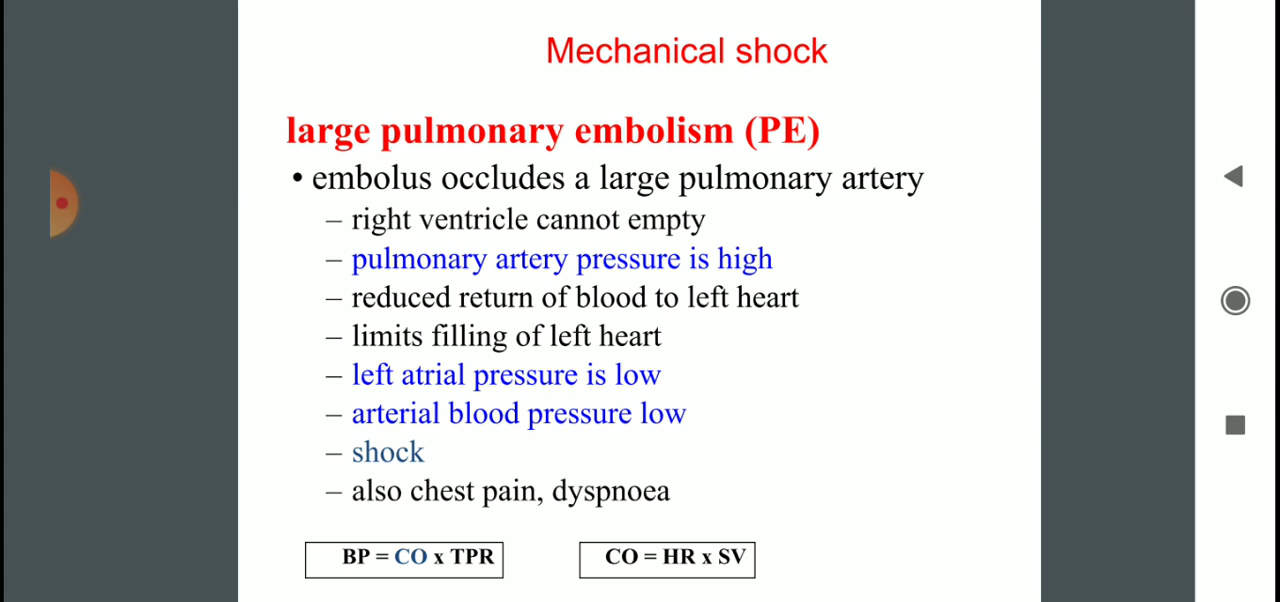 Mechanical shock
large pulmonary embolism (PE)
• embolus occludes a large pulmonary artery
– right ventricle cannot empty
– pulmonary artery pressure is high
– reduced return of blood to left heart
– limits filling of left heart
– left atrial pressure is low
– arterial blood pressure low
– shock
– also chest pain, dyspnoea
BP = CO x TPR
CO = HR x SV